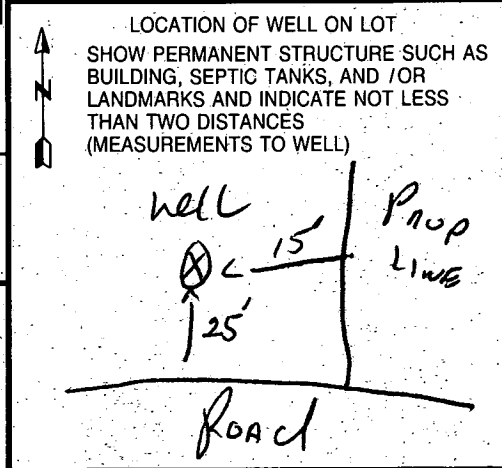 LOCATION OF WELL ON LOT
N
SHOW PERMANENT STRUCTURE SUCH AS
BUILDING, SEPTIC TANKS, AND /OR
LANDMARKS AND INDICATE NOT LESS
THAN TWO DISTANCES
(MEASUREMENTS TO WELL)
well
15'
PROP
LINE
25'
ROAD